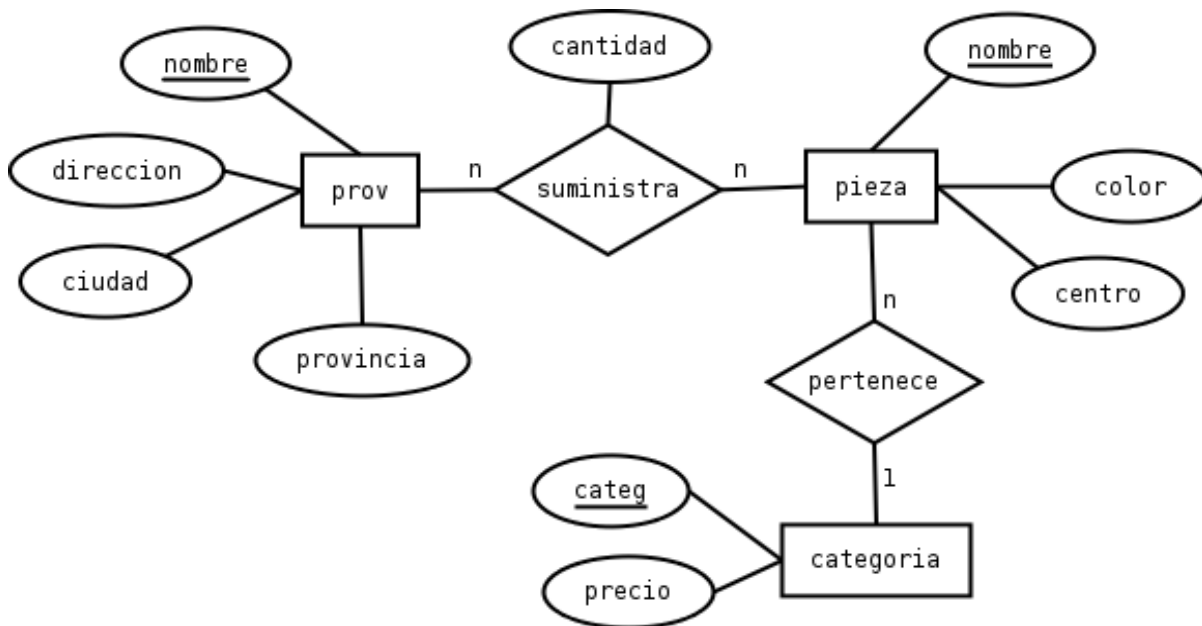 cantidad
nombre
nombre
direccion
prov
n
suministra
n
pieza
color
ciudad
centro
n
provincia
pertenece
1
categ
categoria
precio